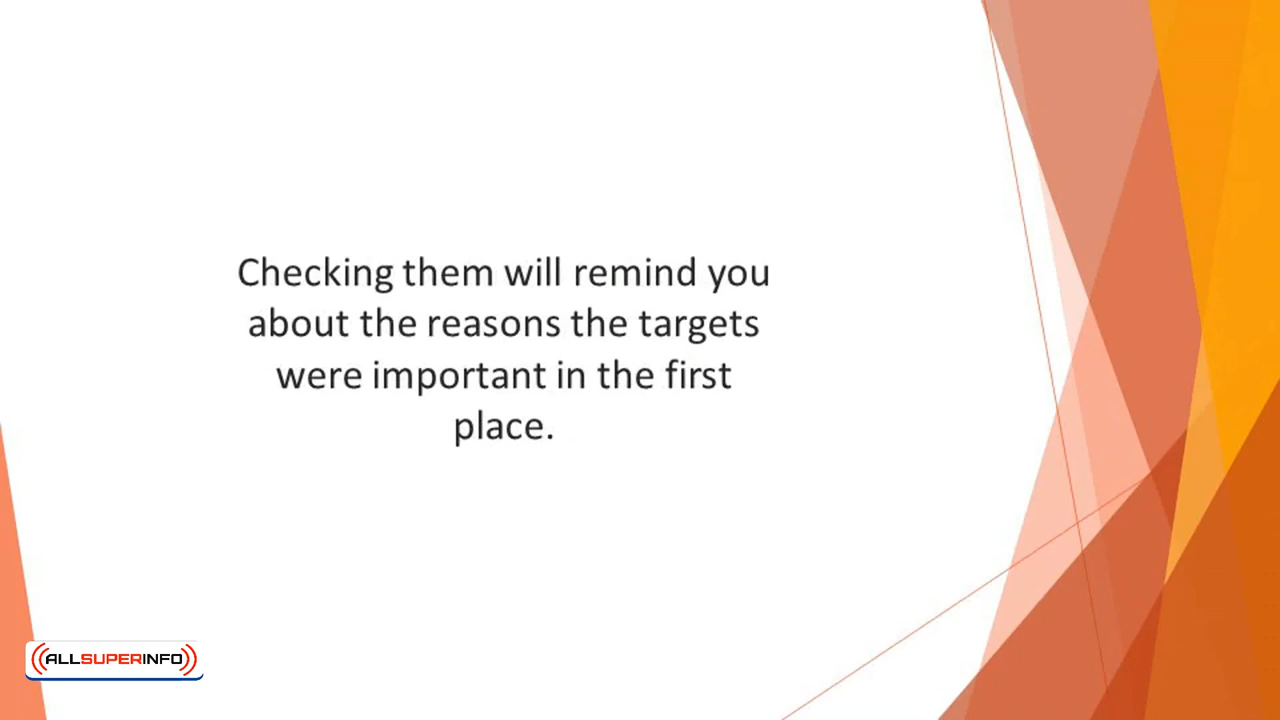 Checking them will remind you
about the reasons the targets
were important in the first
place.
ALLSUPERINFO